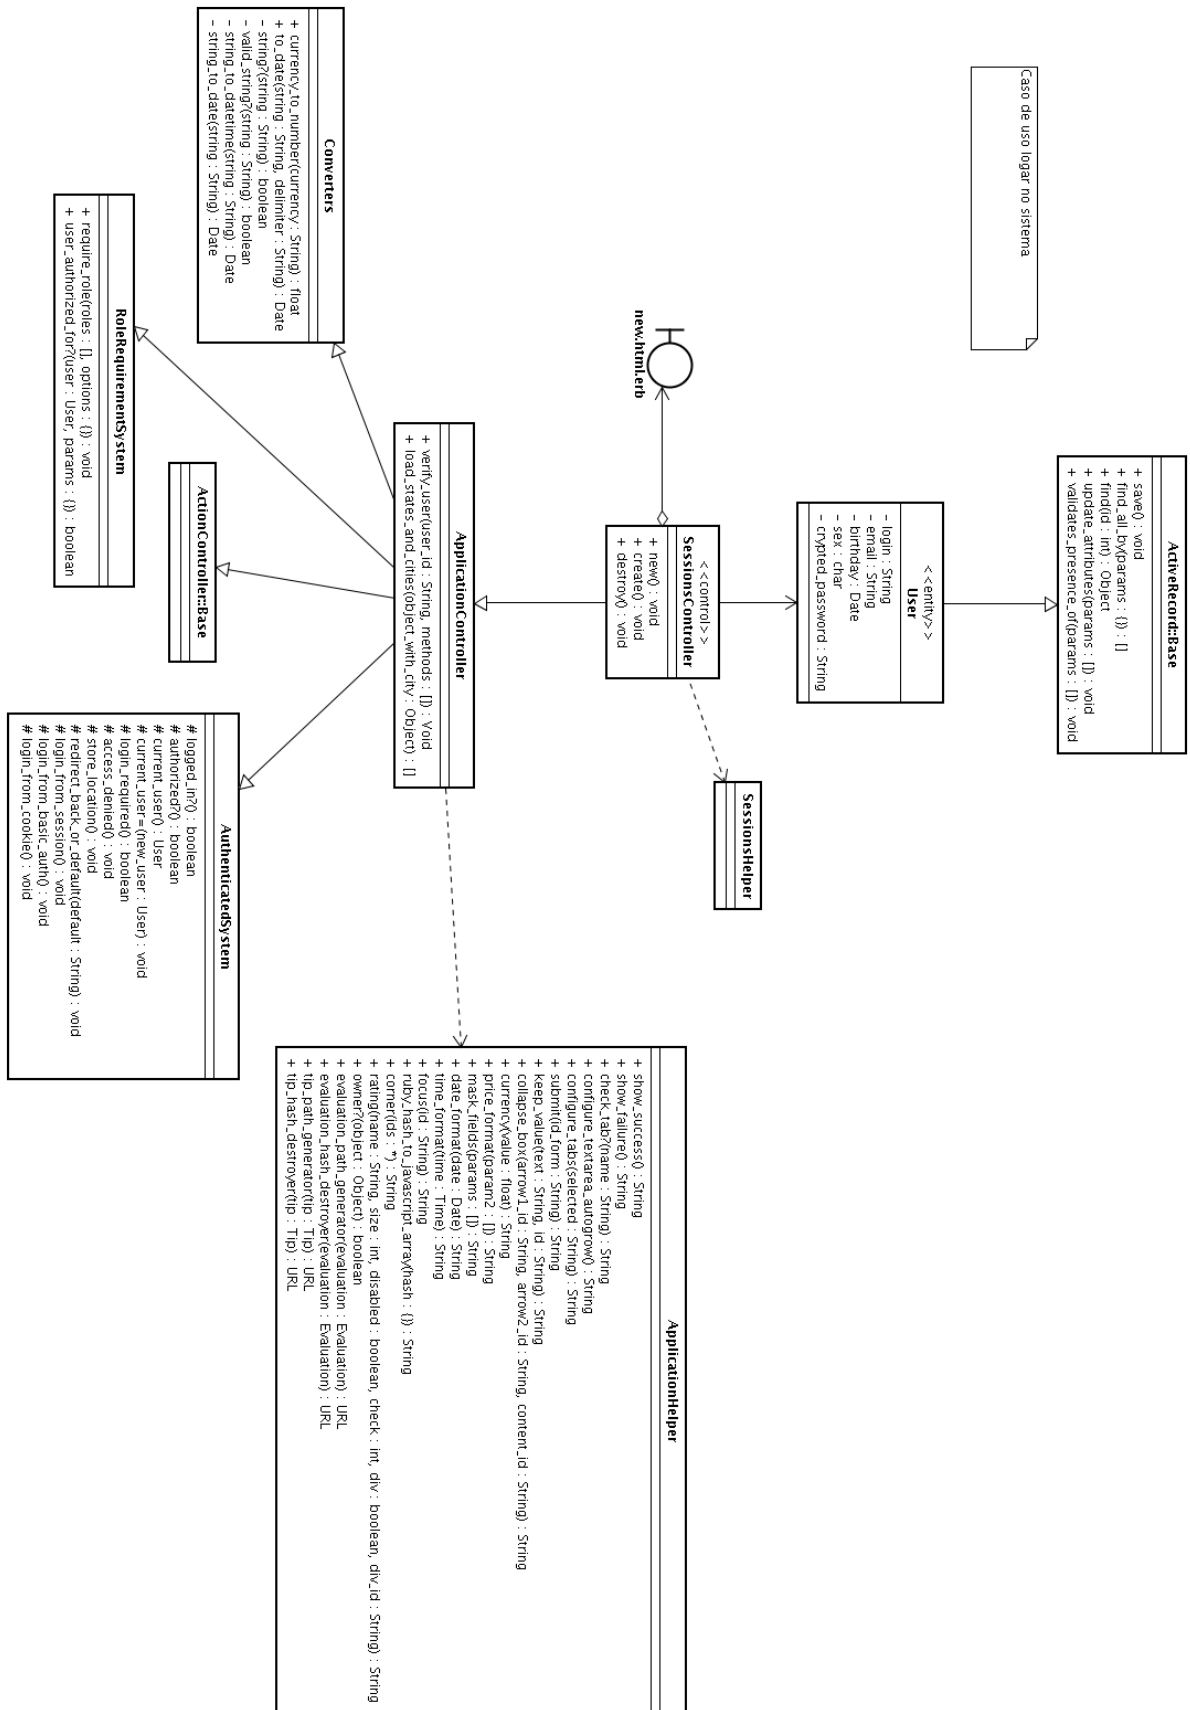 Caso de uso logar no sistema
ActiveRecord::Base
+ save() : void
+ find_all_by(params : {}) : []
+ find(id : int) : Object
+ update_attributes(params : []) : void
+ validates_presence_of(params : []) : void
<<entity>>
User
- login : String
- email : String
- birthday : Date
- sex : char
- crypted_password : String
new.html.erb
<<control>>
SessionsController
+ new() : void
+ create() : void
+ destroy() : void
SessionsHelper
ApplicationController
+ verify_user(user_id : String, methods : []) : Void
+ load_states_and_cities(object_with_city : Object) : []
ApplicationHelper
+ show_success() : String
+ show_failure() : String
+ check_tab?(name : String) : String
+ configure_textarea_autogrow() : String
+ configure_tabs(selected : String) : String
+ submit(id_form : String) : String
+ keep_value(text : String, id : String) : String
+ collapse_box(arrow1_id : String, arrow2_id : String, content_id : String) : String
+ currency(value : float) : String
+ price_format(param2 : []) : String
+ mask_fields(params : []) : String
+ date_format(date : Date) : String
+ time_format(time : Time) : String
+ focus(id : String) : String
+ ruby_hash_to_javascript_array(hash : {}) : String
+ corner(ids : *) : String
+ rating(name : String, size : int, disabled : boolean, check : int, div : boolean, div_id : String) : String
+ owner?(object : Object) : boolean
+ evaluation_path_generator(evaluation : Evaluation) : URL
+ evaluation_hash_destroyer(evaluation : Evaluation) : URL
+ tip_path_generator(tip : Tip) : URL
+ tip_hash_destroyer(tip : Tip) : URL
Converters
+ currency_to_number(currency : String) : float
+ to_date(string : String, delimiter : String) : Date
- string?(string : String) : boolean
- valid_string?(string : String) : boolean
- string_to_datetime(string : String) : Date
- string_to_date(string : String) : Date
RoleRequirementSystem
+ require_role(roles : [], options : {}) : void
+ user_authorized_for?(user : User, params : {}) : boolean
ActionController::Base
AuthenticatedSystem
# logged_in?() : boolean
# authorized?() : boolean
# current_user() : User
# current_user=(new_user : User) : void
# login_required() : boolean
# access_denied() : void
# store_location() : void
# redirect_back_or_default(default : String) : void
# login_from_session() : void
# login_from_basic_auth() : void
# login_from_cookie() : void